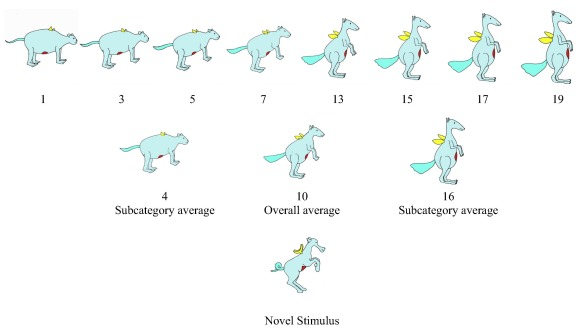 1 3 5 7 13 15 17 19
4 10 16
Subcategory average Overall average Subcategory average
Novel Stimulus